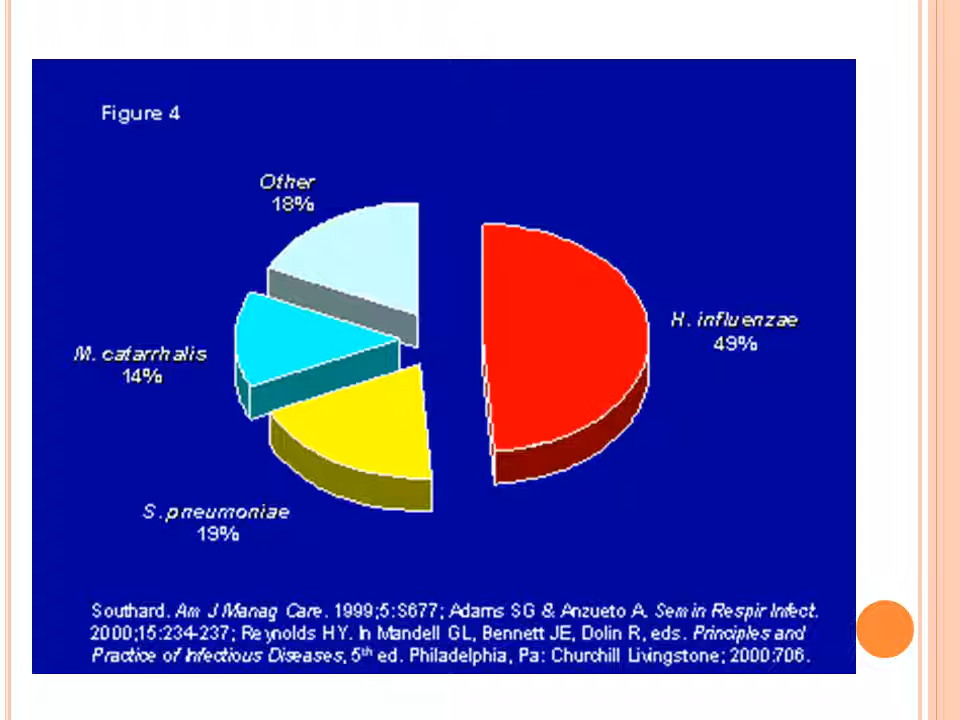 Figure 4
Other
18%
H. influenzae
49%
M. catarrhalis
14%
S. pneumoniae
19%
Southard. Am J Manag Care. 1999;5:S677; Adams SG & Anzueto A. Semin Respir Infect.
2000;15:234-237; Reynolds HY. In Mandell GL, Bennett JE, Dolin R, eds. Principles and
Practice of Infectious Diseases, 5th ed. Philadelphia, Pa: Churchill Livingstone; 2000:706.